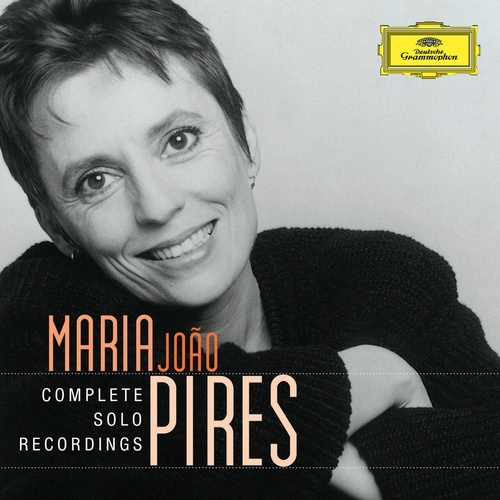 Deutsche
Grammophon
MARIA JOÃO
COMPLETE
SOLO
RECORDINGS
PIRES